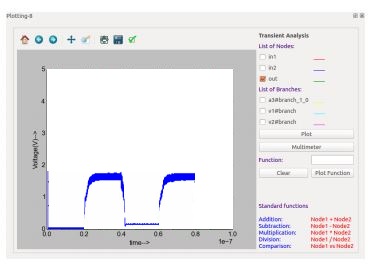 Plotting-8
Transient Analysis
List of Nodes:
in1
in2
out
List of Branches:
a3#branch_1_0
v1#branch
v2#branch
Plot
Multimeter
Function:
Clear
Plot Function
Standard functions
Addition: Node1 + Node2
Subtraction: Node1 - Node2
Multiplication: Node1 * Node2
Division: Node1 / Node2
Comparison: Node1 vs Node2
Voltage(V)-->
5
4
3
2
1
0
0.0 0.2 0.4 0.6 0.8 1.0
time-->
1e-7